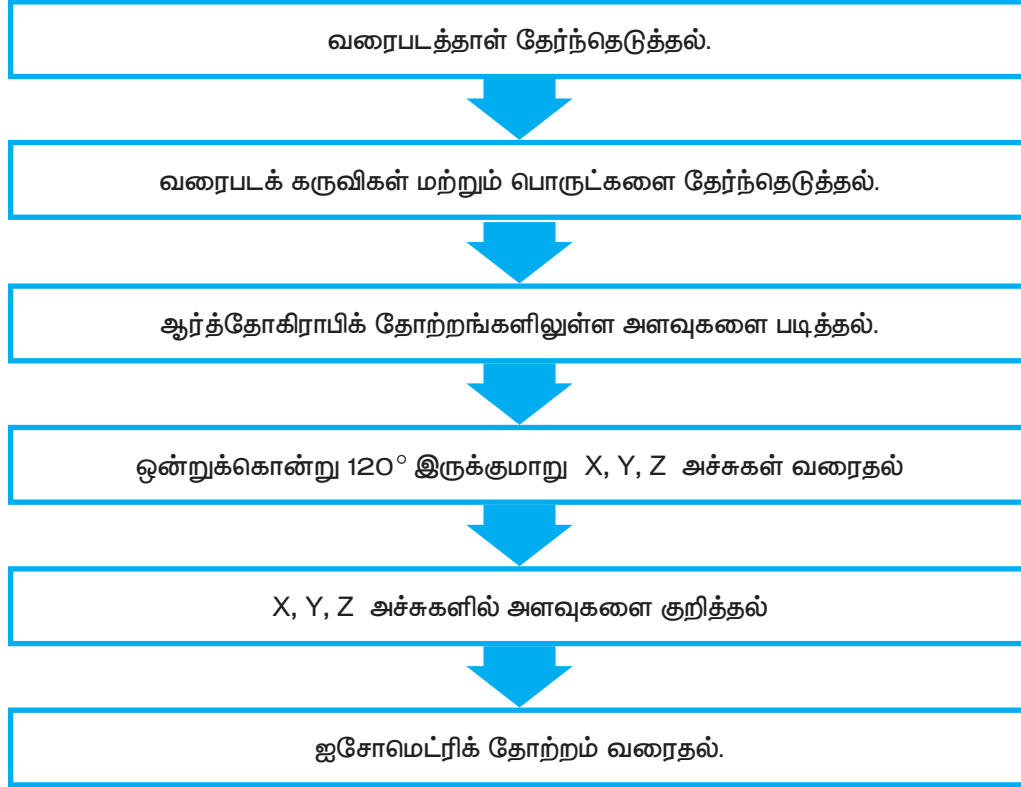 வரைபடத்தாள் தேர்ந்தெடுத்தல்.
வரைபடக் கருவிகள் மற்றும் பொருட்களை தேர்ந்தெடுத்தல்.
ஆர்த்தோகிராபிக் தோற்றங்களிலுள்ள அளவுகளை படித்தல்.
ஒன்றுக்கொன்று 120° இருக்குமாறு X, Y, Z அச்சுகள் வரைதல்
X, Y, Z அச்சுகளில் அளவுகளை குறித்தல்
ஐசோமெட்ரிக் தோற்றம் வரைதல்.